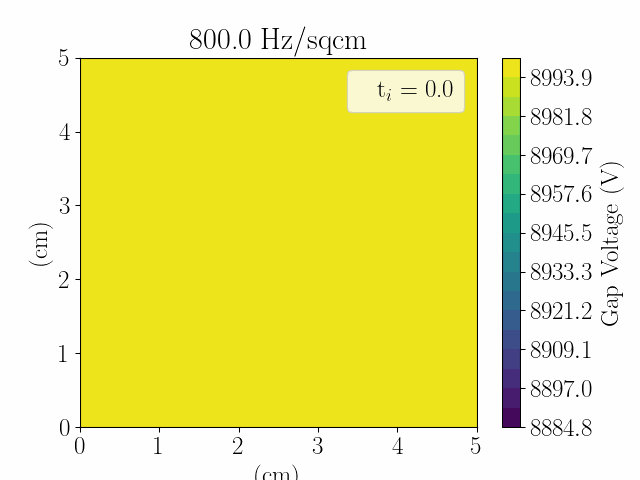 800.0 Hz/sqcm
t_i = 0.0
5
4
3
2
1
0
(cm)
0 1 2 3 4 5
(cm)
8993.9
8981.8
8969.7
8957.6
8945.5
8933.3
8921.2
8909.1
8897.0
8884.8
Gap Voltage (V)